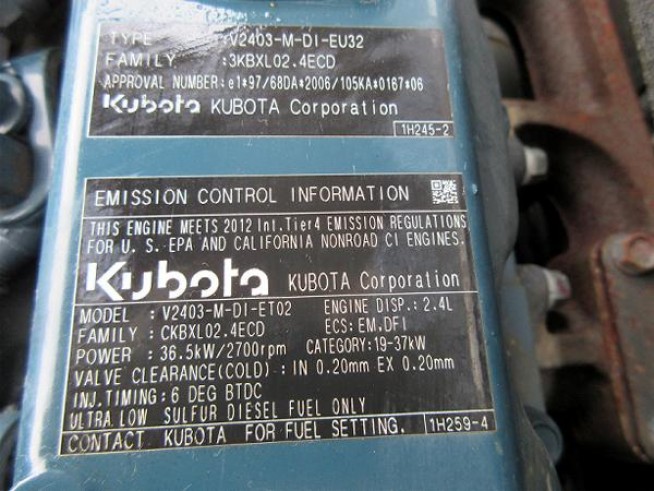 TYPE :V2403-M-DI-EU32
FAMILY :3KBXL02.4ECD
APPROVAL NUMBER:e1*97/68DA*2006/105KA*0167*06
Kubota KUBOTA Corporation
1H245-2
EMISSION CONTROL INFORMATION
THIS ENGINE MEETS 2012 Int.Tier4 EMISSION REGULATIONS
FOR U. S. EPA AND CALIFORNIA NONROAD CI ENGINES.
Kubota KUBOTA Corporation
MODEL : V2403-M-DI-ET02 ENGINE DISP.: 2.4L
FAMILY : CKBXL02.4ECD ECS: EM,DFI
POWER : 36.5kW/2700rpm CATEGORY:19-37kW
VALVE CLEARANCE(COLD) : IN 0.20mm EX 0.20mm
INJ.TIMING: 6 DEG BTDC
ULTRA LOW SULFUR DIESEL FUEL ONLY
CONTACT KUBOTA FOR FUEL SETTING. 1H259-4